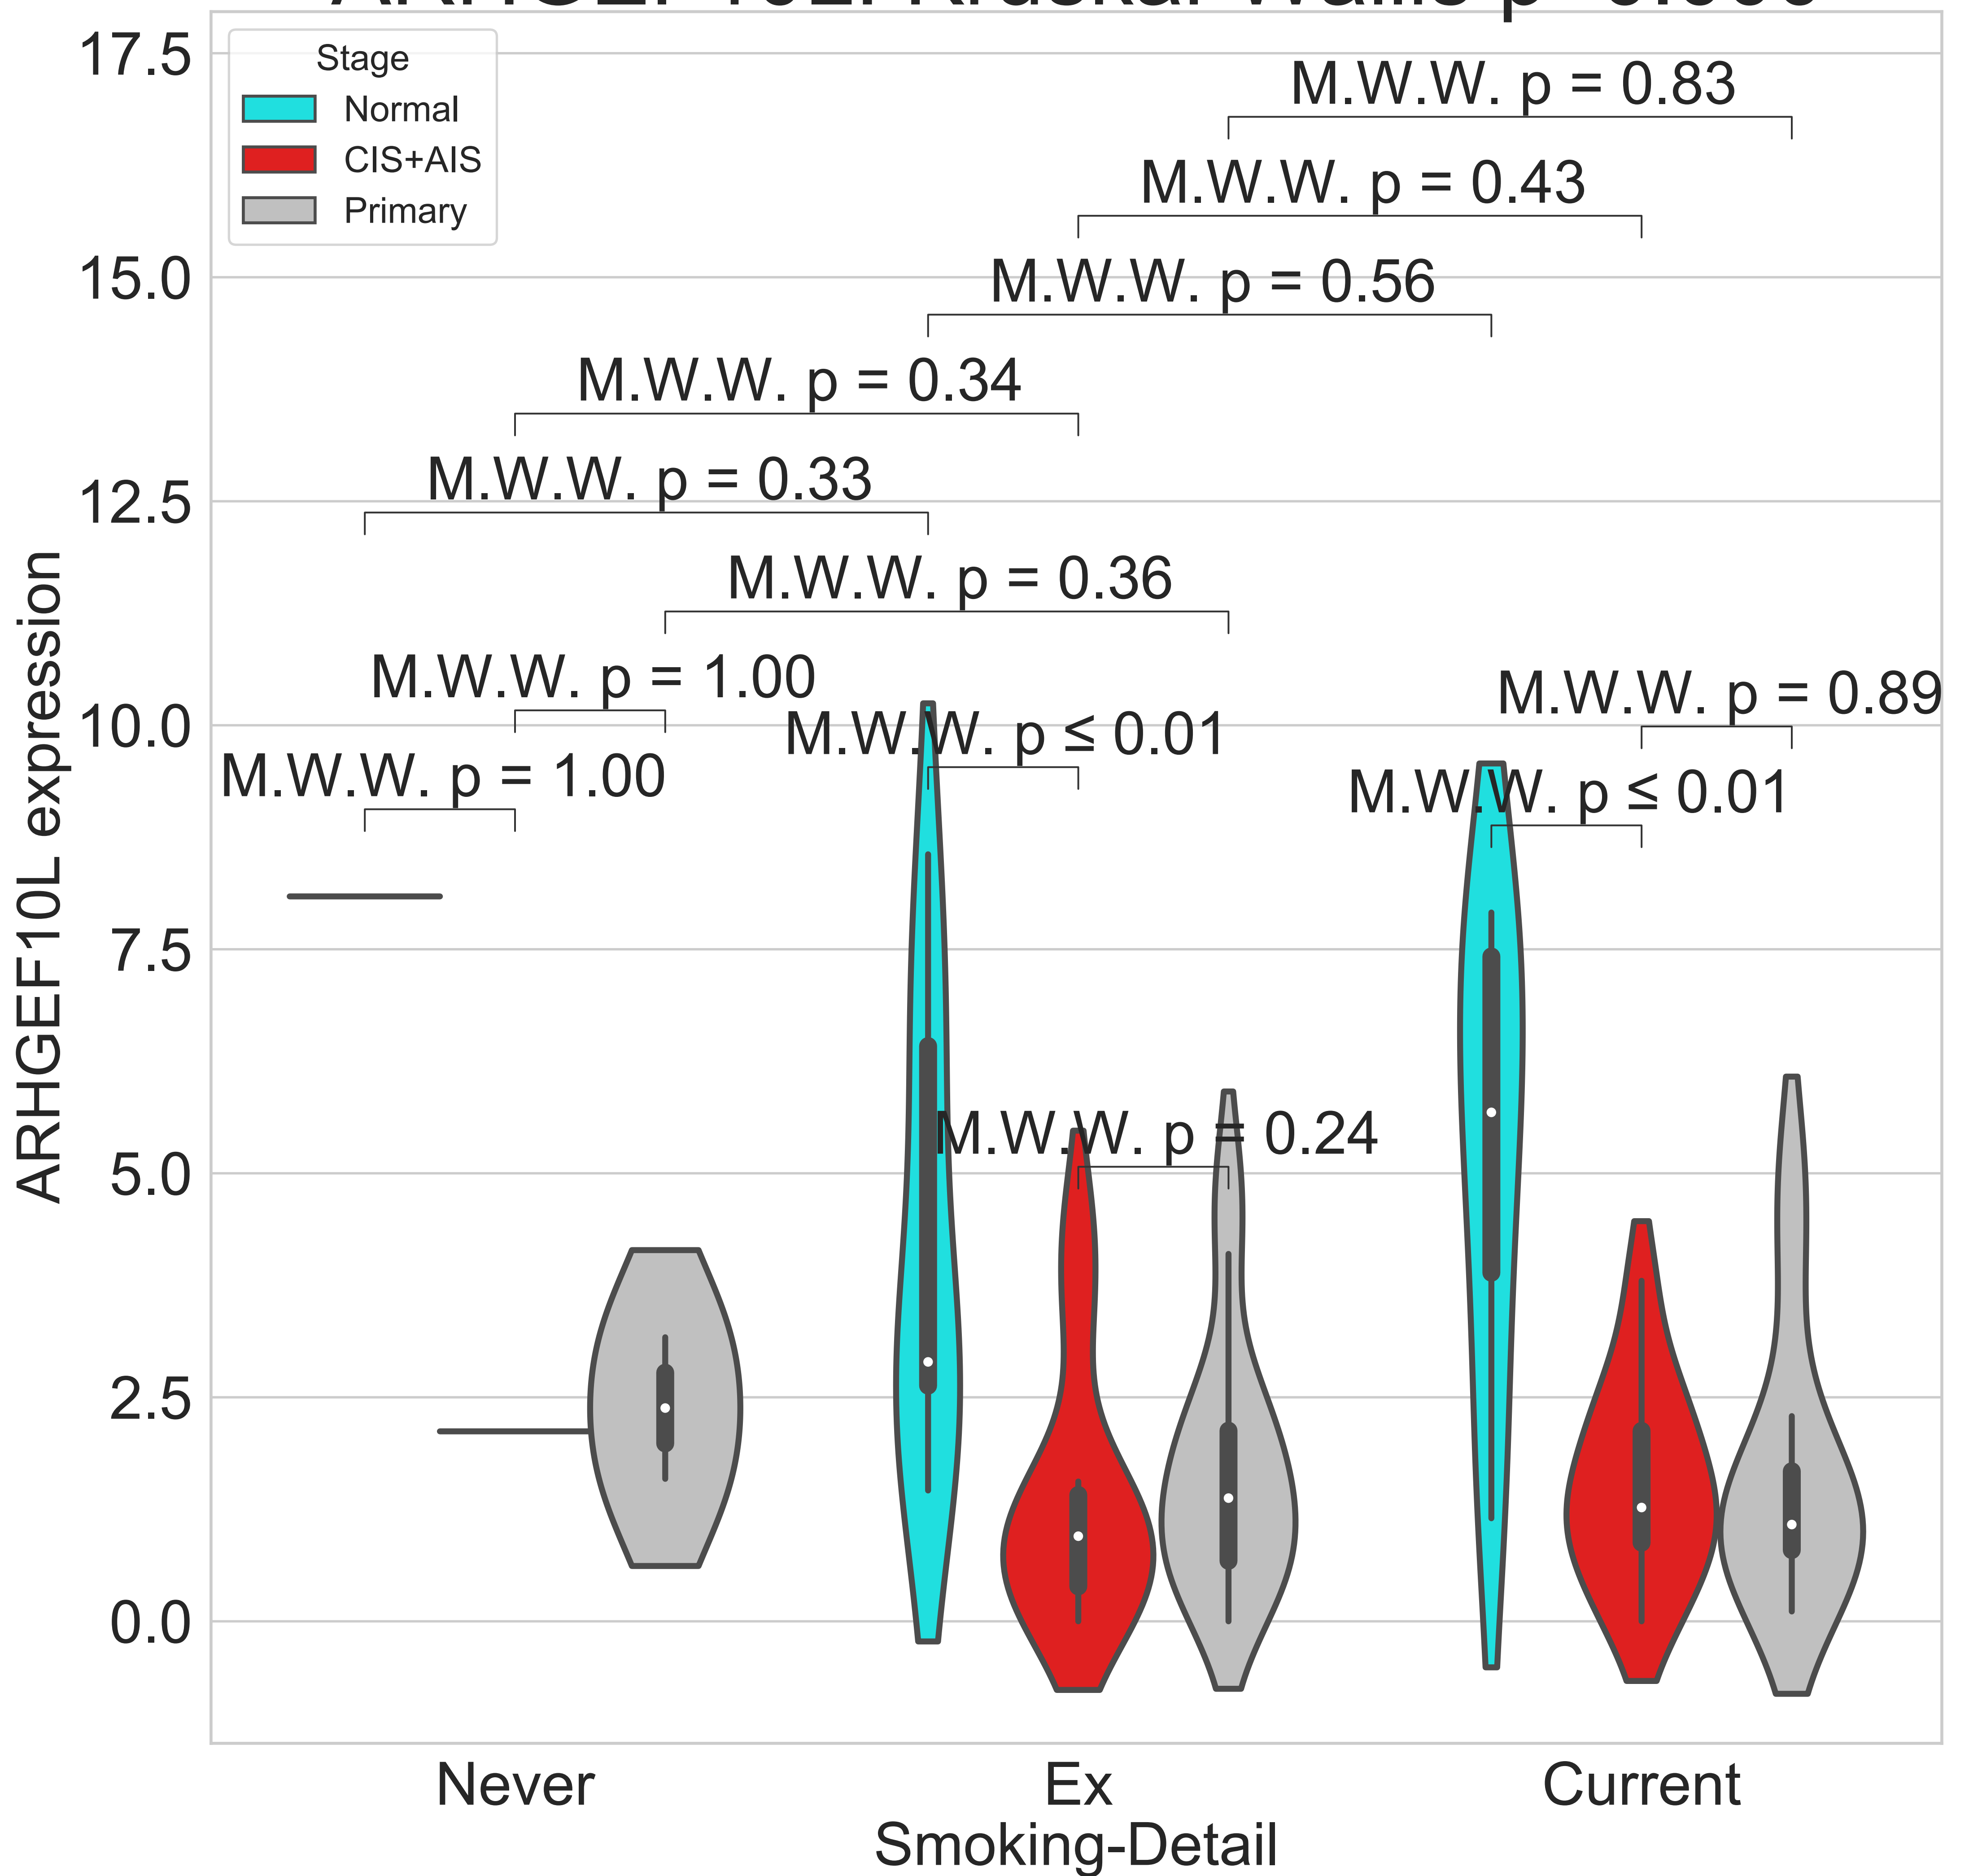 17.5
15.0
12.5
10.0
7.5
5.0
2.5
0.0
ARHGEF10L expression
Stage
Normal
CIS+AIS
Primary
M.W.W. p = 0.83
M.W.W. p = 0.43
M.W.W. p = 0.56
M.W.W. p = 0.34
M.W.W. p = 0.33
M.W.W. p = 0.36
M.W.W. p = 1.00
M.W.W. p = 0.89
M.W.W. p ≤ 0.01
M.W.W. p = 1.00
M.W.W. p ≤ 0.01
M.W.W. p = 0.24
Never
Ex
Current
Smoking-Detail